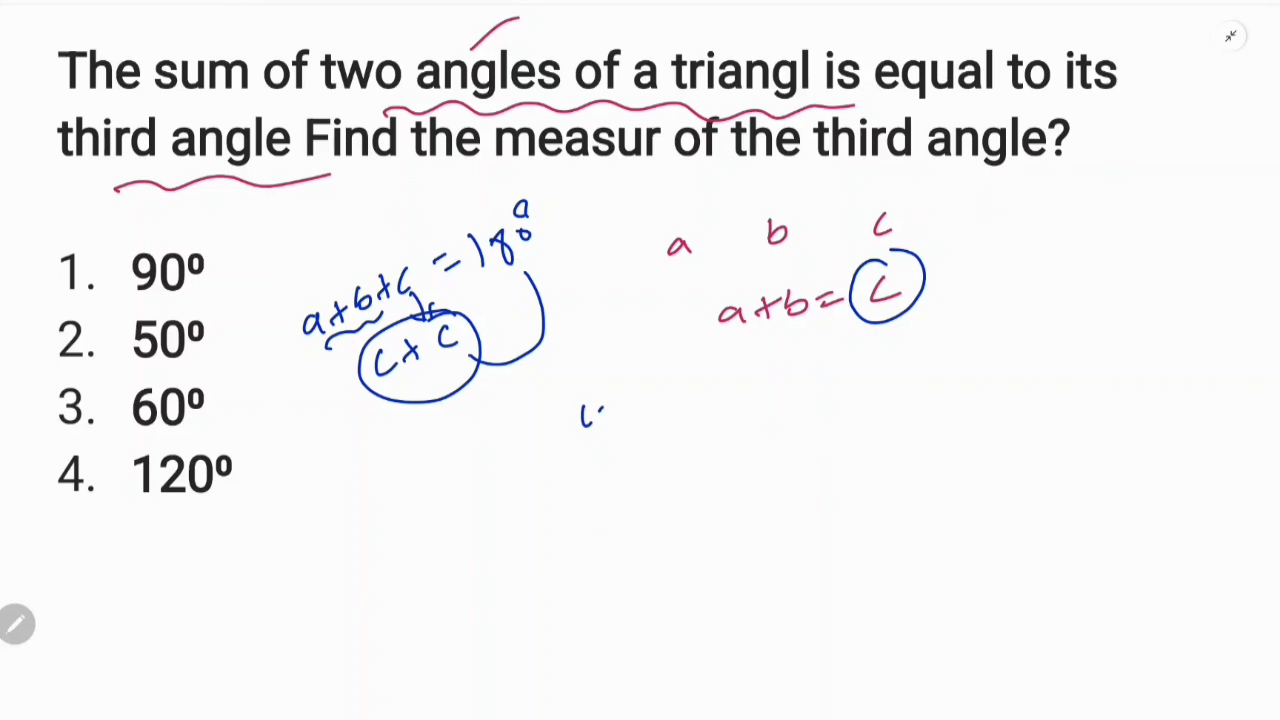 The sum of two angles of a triangl is equal to its
third angle Find the measur of the third angle?
a+b+c = 180
a b c
a+b= c
c+c
1. 90⁰
2. 50⁰
3. 60⁰
4. 120⁰